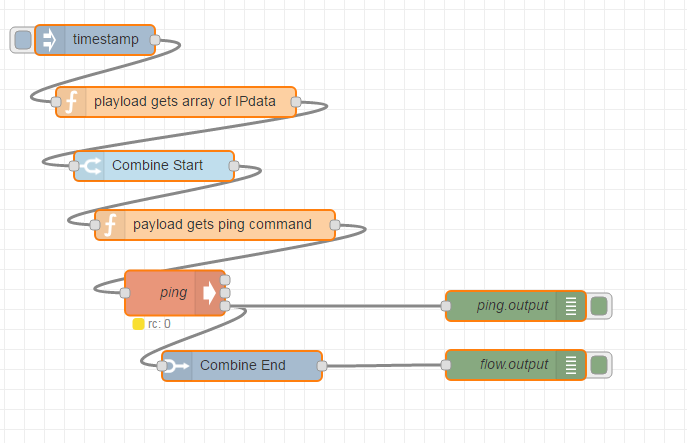 timestamp
playload gets array of IPdata
Combine Start
payload gets ping command
ping
rc: 0
ping.output
Combine End
flow.output